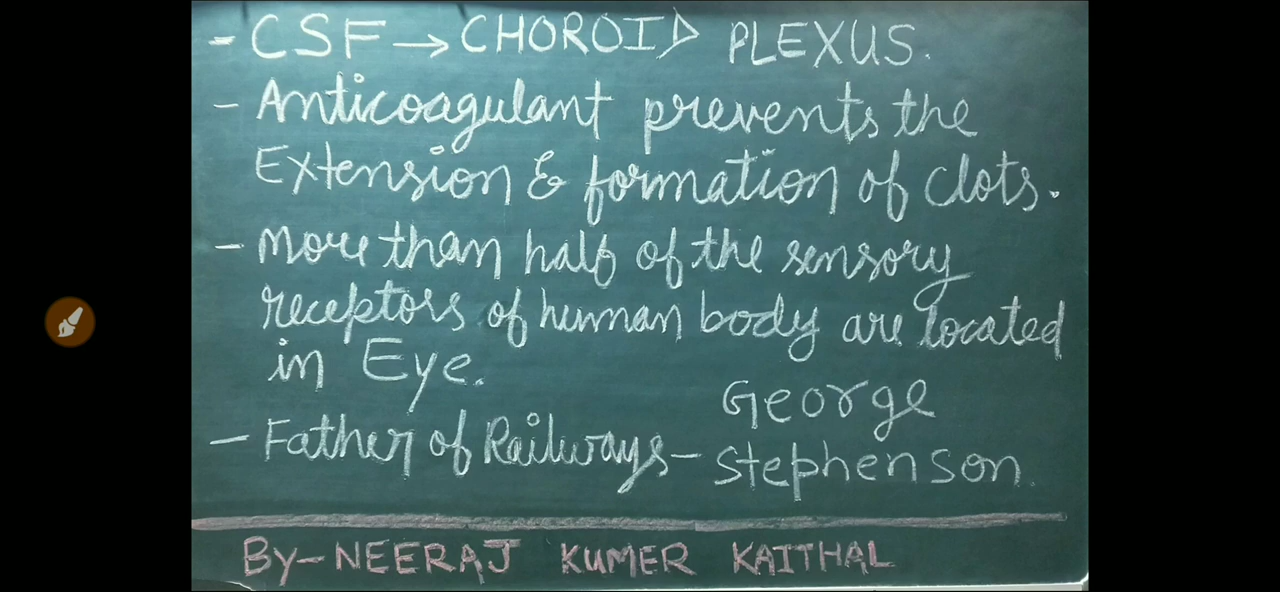 - CSF → CHOROID PLEXUS.
- Anticoagulant prevents the
Extension & formation of clots.
- More than half of the sensory
receptors of human body are located
in Eye.
- Father of Railways - George
Stephenson.
By-NEERAJ KUMER KAITHAL